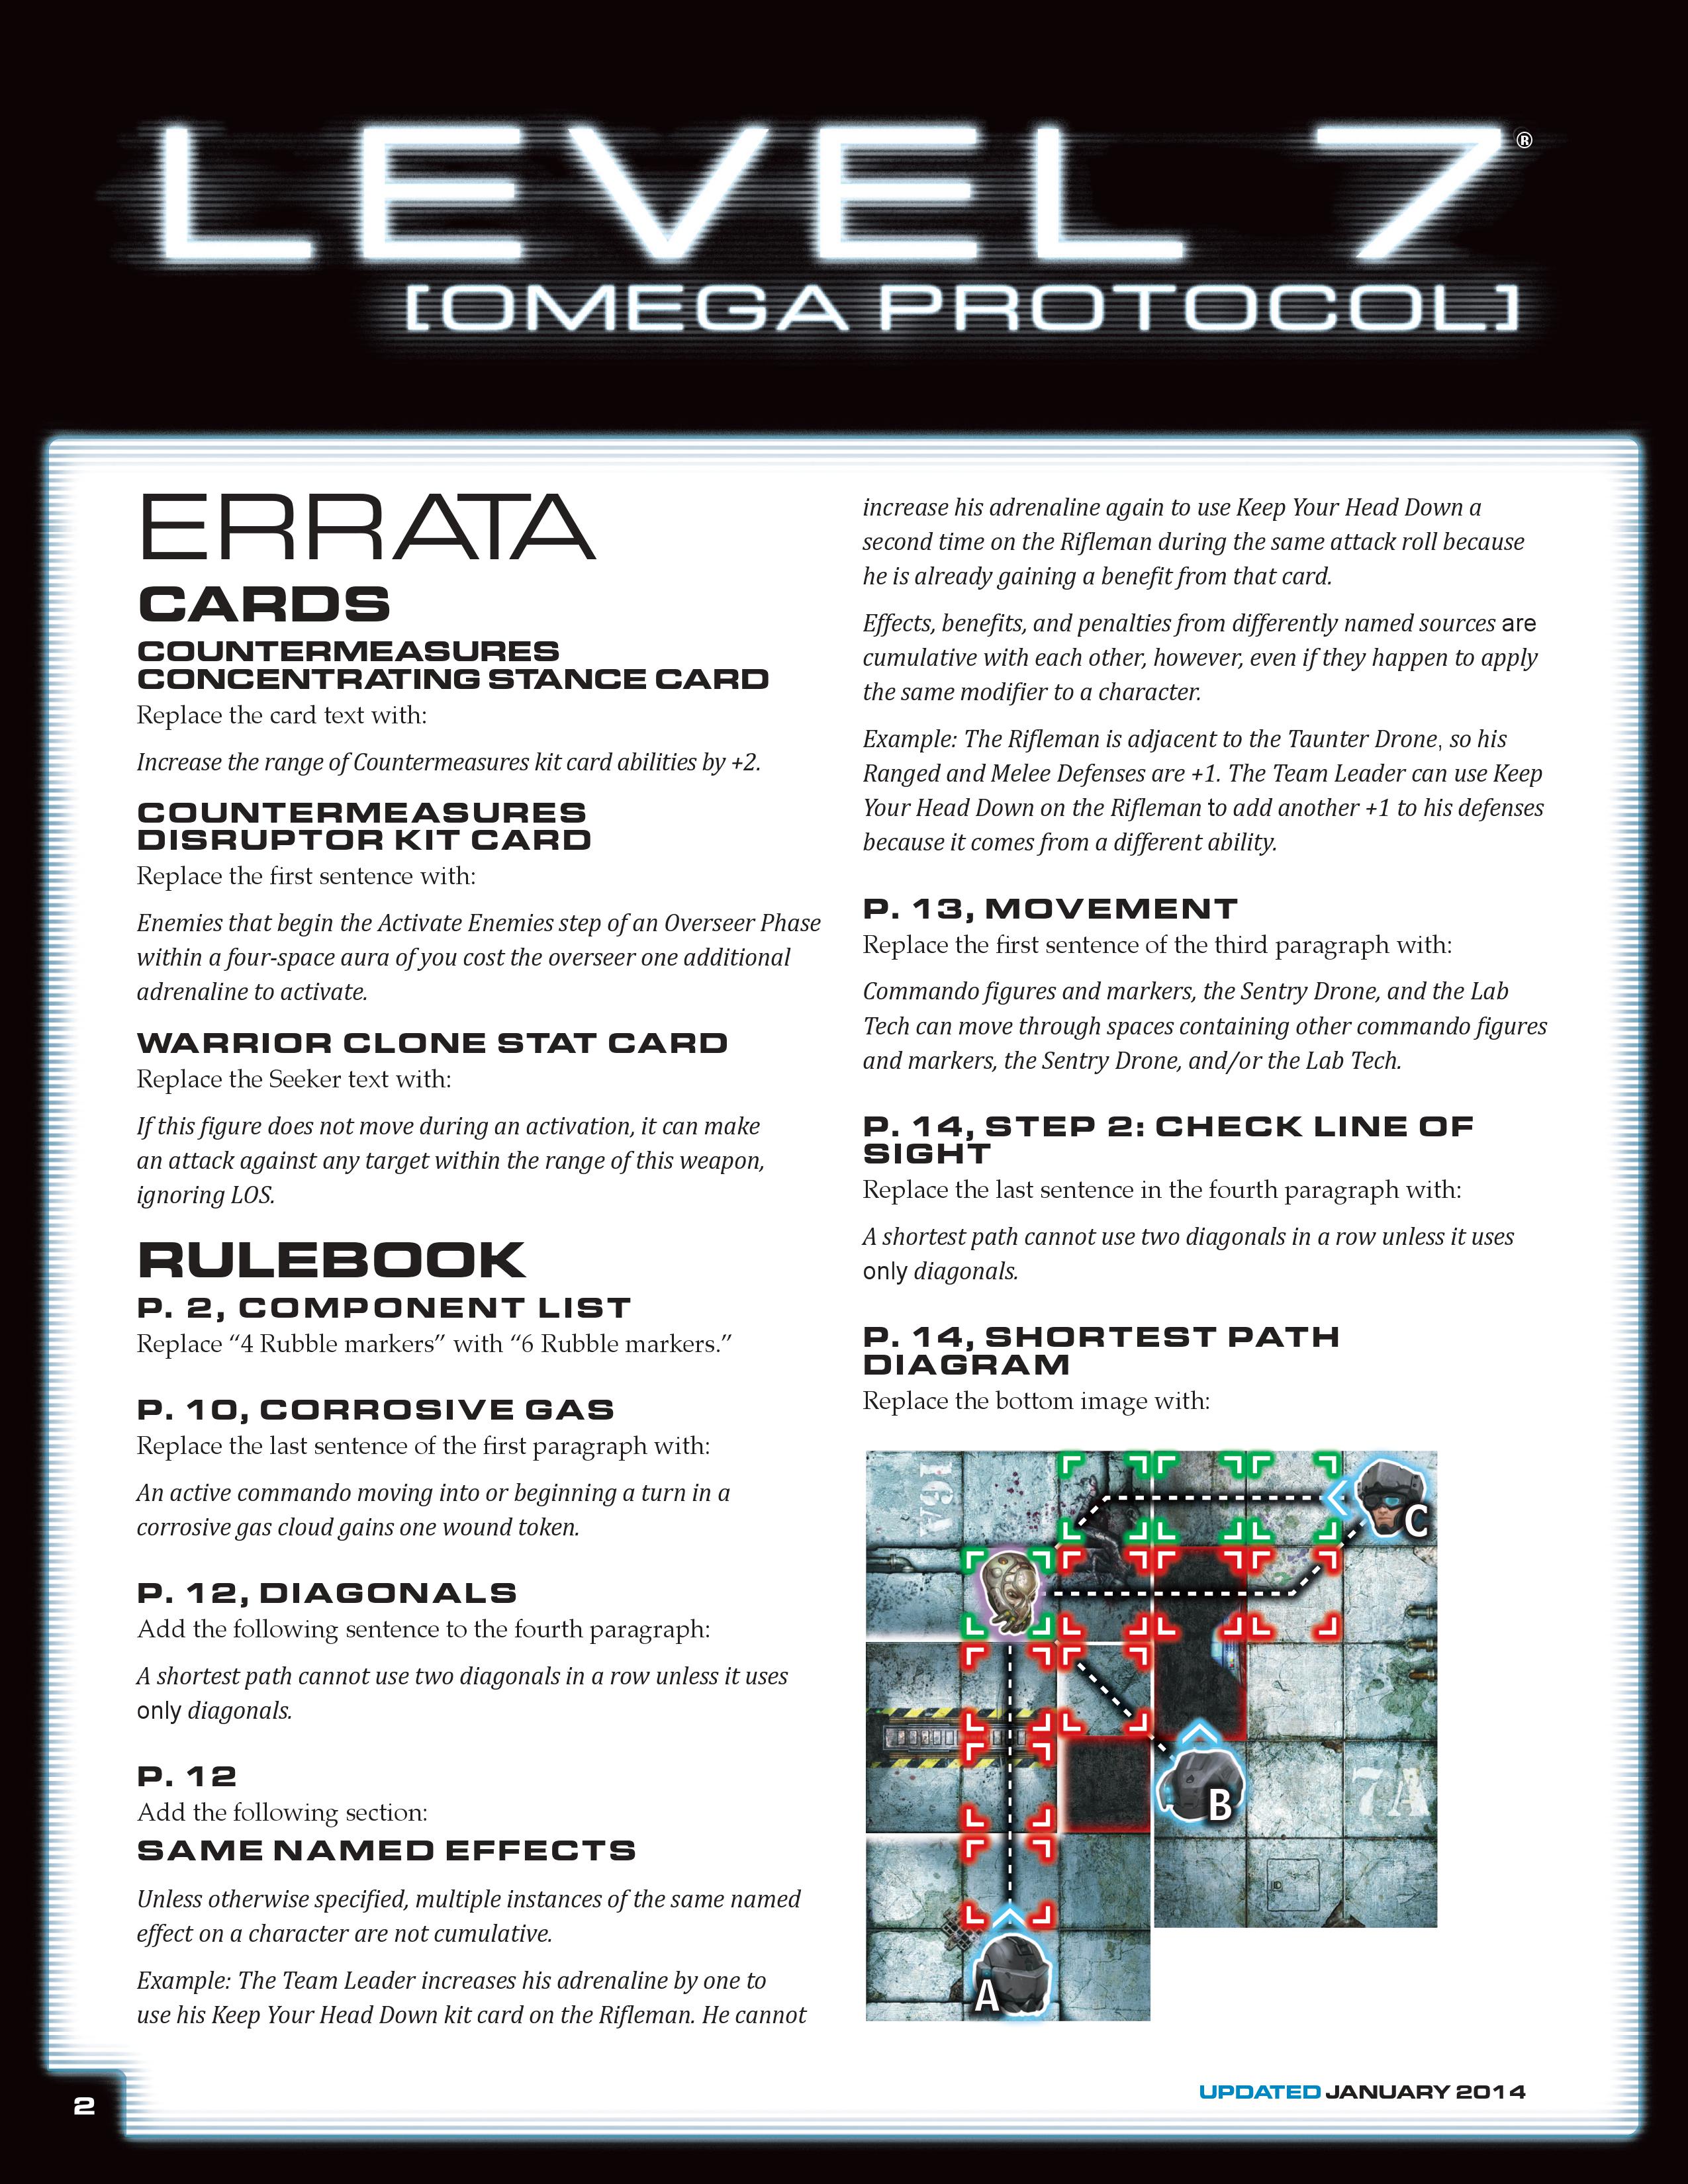 LEVEL 7®
[OMEGA PROTOCOL]
ERRATA
CARDS
COUNTERMEASURES
CONCENTRATING STANCE CARD
Replace the card text with:
Increase the range of Countermeasures kit card abilities by +2.
COUNTERMEASURES
DISRUPTOR KIT CARD
Replace the first sentence with:
Enemies that begin the Activate Enemies step of an Overseer Phase
within a four-space aura of you cost the overseer one additional
adrenaline to activate.
WARRIOR CLONE STAT CARD
Replace the Seeker text with:
If this figure does not move during an activation, it can make
an attack against any target within the range of this weapon,
ignoring LOS.
RULEBOOK
P. 2, COMPONENT LIST
Replace “4 Rubble markers” with “6 Rubble markers.”
P. 10, CORROSIVE GAS
Replace the last sentence of the first paragraph with:
An active commando moving into or beginning a turn in a
corrosive gas cloud gains one wound token.
P. 12, DIAGONALS
Add the following sentence to the fourth paragraph:
A shortest path cannot use two diagonals in a row unless it uses
only diagonals.
P. 12
Add the following section:
SAME NAMED EFFECTS
Unless otherwise specified, multiple instances of the same named
effect on a character are not cumulative.
Example: The Team Leader increases his adrenaline by one to
use his Keep Your Head Down kit card on the Rifleman. He cannot
increase his adrenaline again to use Keep Your Head Down a
second time on the Rifleman during the same attack roll because
he is already gaining a benefit from that card.
Effects, benefits, and penalties from differently named sources are
cumulative with each other, however, even if they happen to apply
the same modifier to a character.
Example: The Rifleman is adjacent to the Taunter Drone, so his
Ranged and Melee Defenses are +1. The Team Leader can use Keep
Your Head Down on the Rifleman to add another +1 to his defenses
because it comes from a different ability.
P. 13, MOVEMENT
Replace the first sentence of the third paragraph with:
Commando figures and markers, the Sentry Drone, and the Lab
Tech can move through spaces containing other commando figures
and markers, the Sentry Drone, and/or the Lab Tech.
P. 14, STEP 2: CHECK LINE OF
SIGHT
Replace the last sentence in the fourth paragraph with:
A shortest path cannot use two diagonals in a row unless it uses
only diagonals.
P. 14, SHORTEST PATH
DIAGRAM
Replace the bottom image with:
16A
C
B
7A
A
2
UPDATED JANUARY 2014